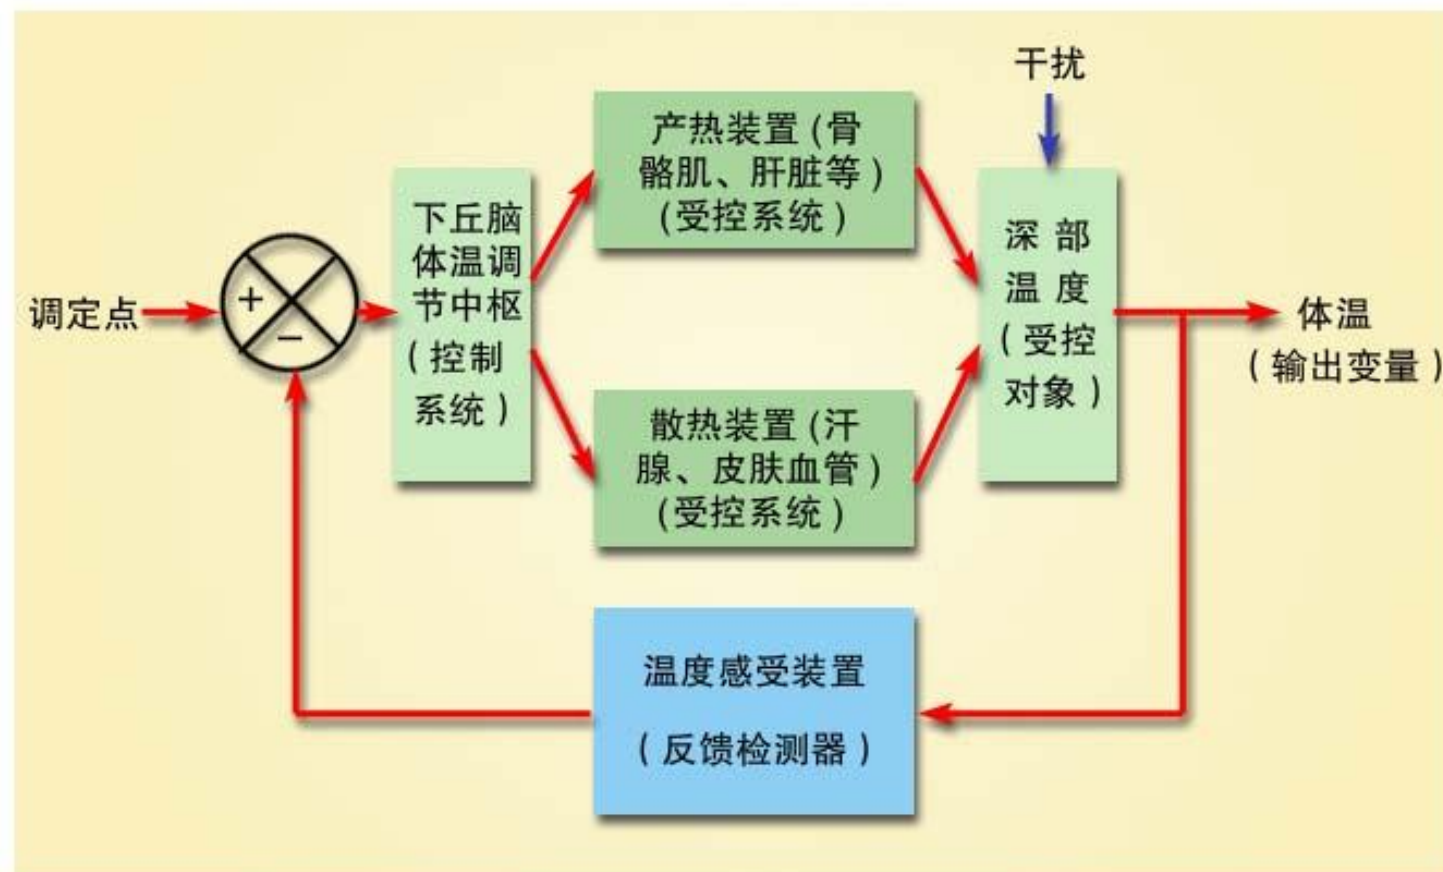 干扰
产热装置(骨
骼肌、肝脏等)
(受控系统)
下丘脑
体温调
节中枢
(控制
系统)
深部
温度
(受控
对象)
+
−
调定点
体温
(输出变量)
散热装置(汗
腺、皮肤血管)
(受控系统)
温度感受装置
(反馈检测器)